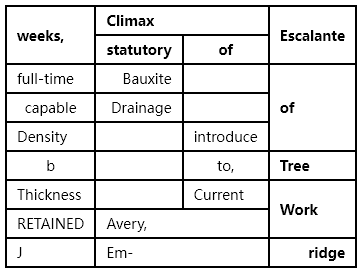 weeks, Climax Escalante
statutory of
full-time Bauxite of
capable Drainage
Density introduce
b to, Tree
Thickness Current Work
RETAINED Avery,
J Em- ridge